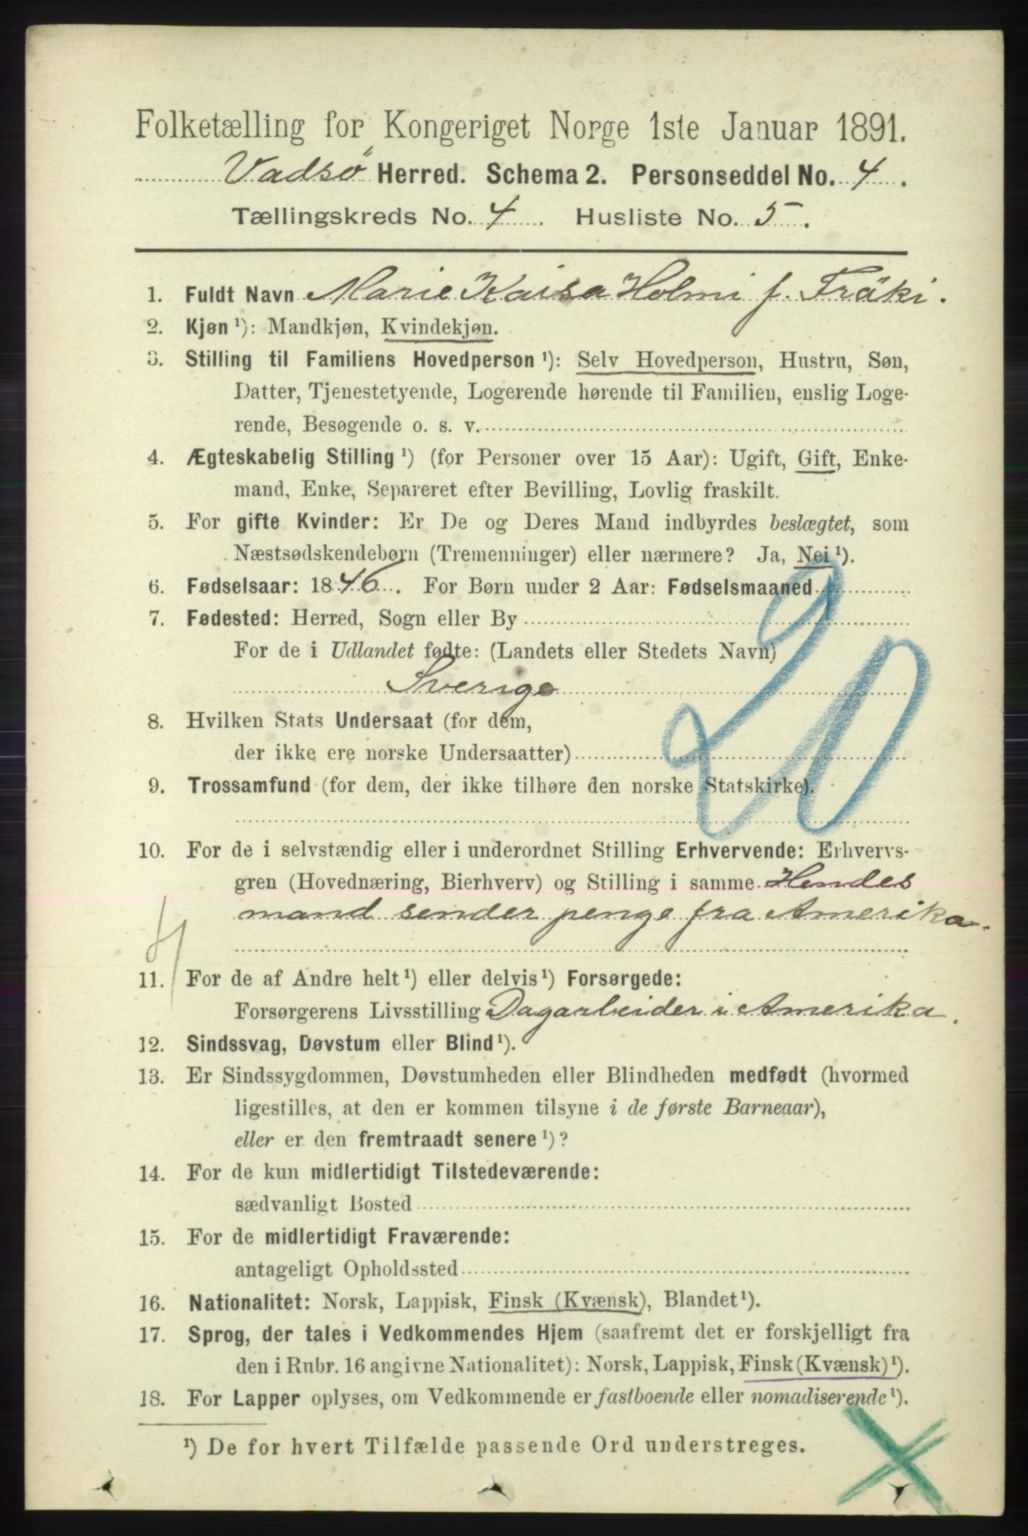 Folketælling for Kongeriget Norge 1ste Januar 1891.
Vadsö Herred. Schema 2. Personseddel No. 4.
Tællingskreds No. 4. Husliste No. 5.
1. Fuldt Navn Marie Kaisa Holmi f. Fräki.
2. Kjøn ¹): Mandkjøn, Kvindekjøn.
3. Stilling til Familiens Hovedperson ¹): Selv Hovedperson, Hustru, Søn,
Datter, Tjenestetyende, Logerende hørende til Familien, enslig Loge-
rende, Besøgende o. s. v.
4. Ægteskabelig Stilling ¹) (for Personer over 15 Aar): Ugift, Gift, Enke-
mand, Enke, Separeret efter Bevilling, Lovlig fraskilt.
5. For gifte Kvinder: Er De og Deres Mand indbyrdes beslægtet, som
Næstsødskendebørn (Tremenninger) eller nærmere? Ja, Nei ¹).
6. Fødselsaar: 1846. For Børn under 2 Aar: Fødselsmaaned
7. Fødested: Herred, Sogn eller By
For de i Udlandet fødte: (Landets eller Stedets Navn)
Sverige
20
8. Hvilken Stats Undersaat (for dem,
der ikke ere norske Undersaatter)
9. Trossamfund (for dem, der ikke tilhøre den norske Statskirke).
10. For de i selvstændig eller i underordnet Stilling Erhvervende: Erhvervs-
gren (Hovednæring, Bierhverv) og Stilling i samme Hendes
mand sender penge fra Amerika.
11. For de af Andre helt ¹) eller delvis ¹) Forsørgede:
Forsørgerens Livsstilling Dagarbeider i Amerika.
12. Sindssvag, Døvstum eller Blind ¹).
13. Er Sindssygdommen, Døvstumheden eller Blindheden medfødt (hvormed
ligestilles, at den er kommen tilsyne i de første Barneaar),
eller er den fremtraadt senere ¹)?
14. For de kun midlertidigt Tilstedeværende:
sædvanligt Bosted
15. For de midlertidigt Fraværende:
antageligt Opholdssted
16. Nationalitet: Norsk, Lappisk, Finsk (Kvænsk), Blandet ¹).
17. Sprog, der tales i Vedkommendes Hjem (saafremt det er forskjelligt fra
den i Rubr. 16 angivne Nationalitet): Norsk, Lappisk, Finsk (Kvænsk) ¹).
18. For Lapper oplyses, om Vedkommende er fastboende eller nomadiserende ¹).
¹) De for hvert Tilfælde passende Ord understreges.